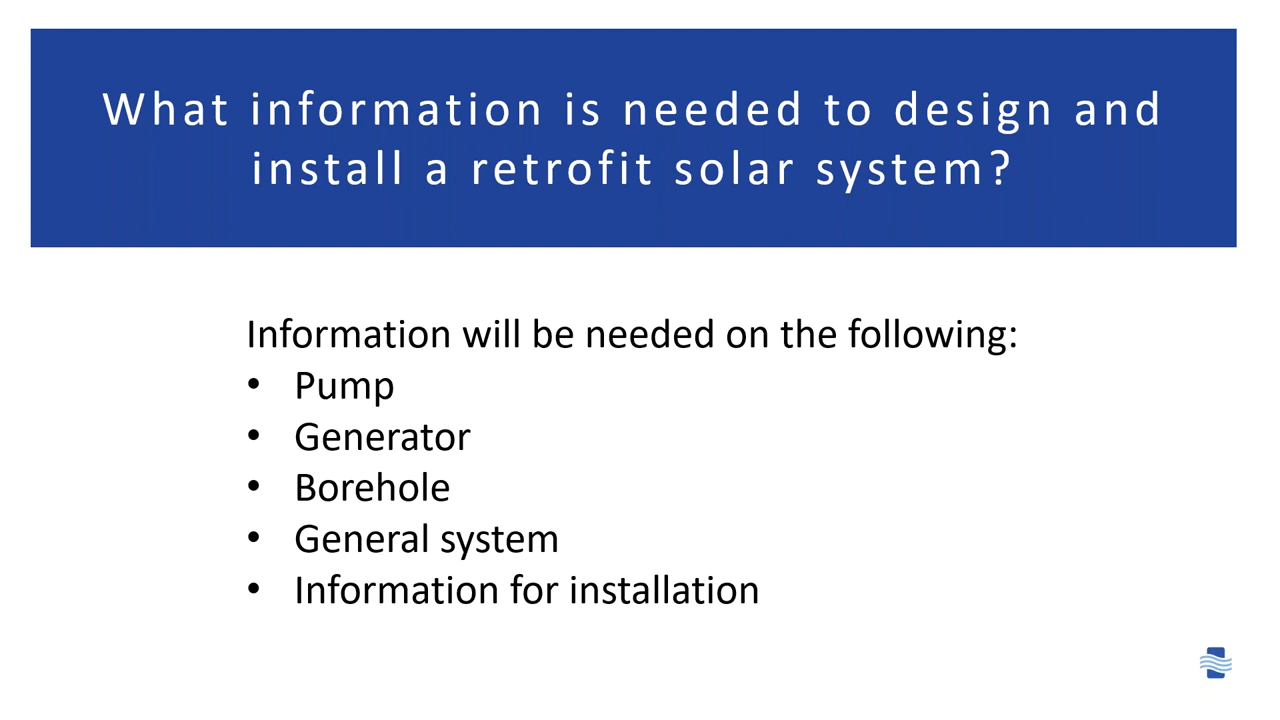 What information is needed to design and
install a retrofit solar system?
Information will be needed on the following:
• Pump
• Generator
• Borehole
• General system
• Information for installation